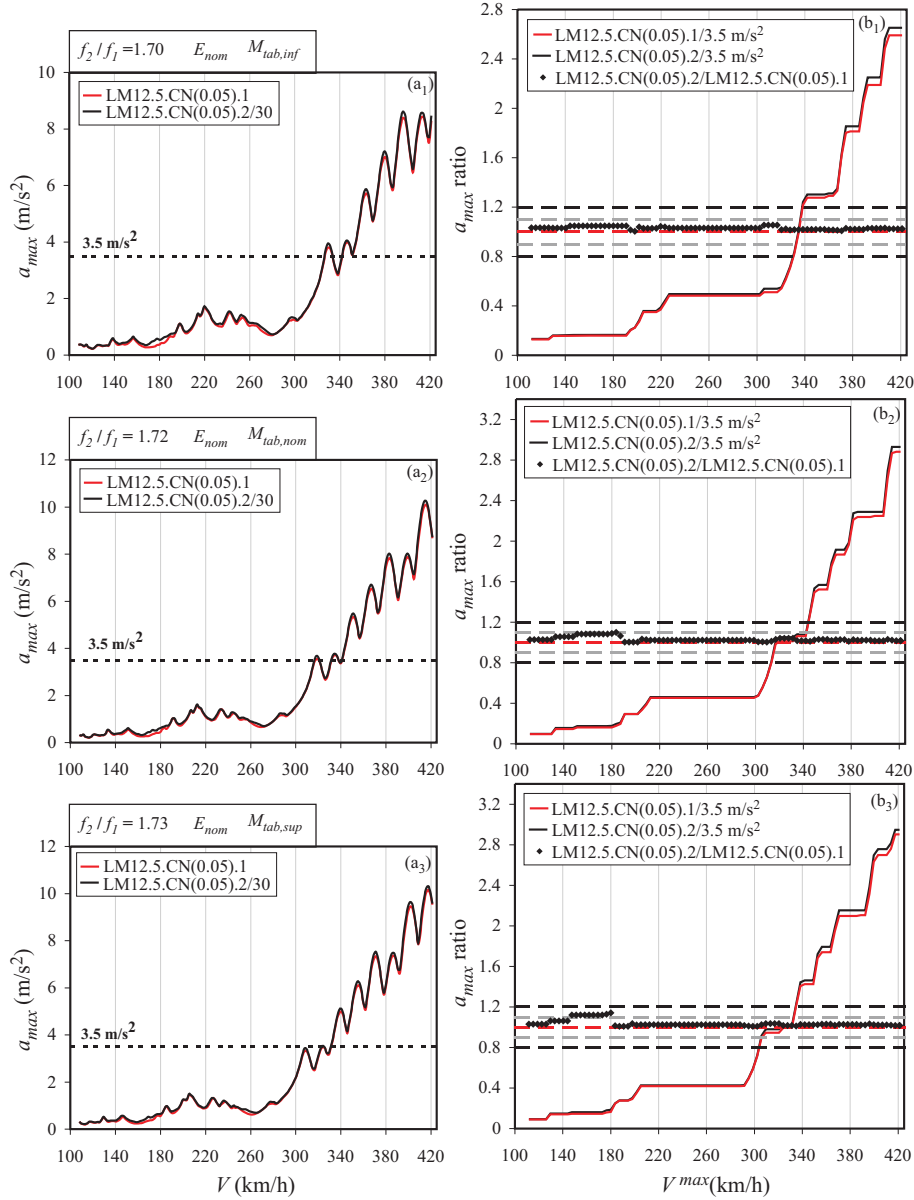 f2 / f1 =1.70 Enom Mtab,inf
(a1)
LM12.5.CN(0.05).1
LM12.5.CN(0.05).2/30
3.5 m/s²
amax (m/s²)
10
8
6
4
2
0
100 140 180 220 260 300 340 380 420
(b1)
LM12.5.CN(0.05).1/3.5 m/s²
LM12.5.CN(0.05).2/3.5 m/s²
LM12.5.CN(0.05).2/LM12.5.CN(0.05).1
amax ratio
2.8
2.4
2
1.6
1.2
0.8
0.4
0
100 140 180 220 260 300 340 380 420
f2 / f1 = 1.72 Enom Mtab,nom
(a2)
LM12.5.CN(0.05).1
LM12.5.CN(0.05).2/30
3.5 m/s²
amax (m/s²)
12
10
8
6
4
2
0
100 140 180 220 260 300 340 380 420
(b2)
LM12.5.CN(0.05).1/3.5 m/s²
LM12.5.CN(0.05).2/3.5 m/s²
LM12.5.CN(0.05).2/LM12.5.CN(0.05).1
amax ratio
3.2
2.8
2.4
2
1.6
1.2
0.8
0.4
0
100 140 180 220 260 300 340 380 420
f2 / f1 = 1.73 Enom Mtab,sup
(a3)
LM12.5.CN(0.05).1
LM12.5.CN(0.05).2/30
3.5 m/s²
amax (m/s²)
12
10
8
6
4
2
0
100 140 180 220 260 300 340 380 420
V (km/h)
(b3)
LM12.5.CN(0.05).1/3.5 m/s²
LM12.5.CN(0.05).2/3.5 m/s²
LM12.5.CN(0.05).2/LM12.5.CN(0.05).1
amax ratio
3.2
2.8
2.4
2
1.6
1.2
0.8
0.4
0
100 140 180 220 260 300 340 380 420
Vmax (km/h)